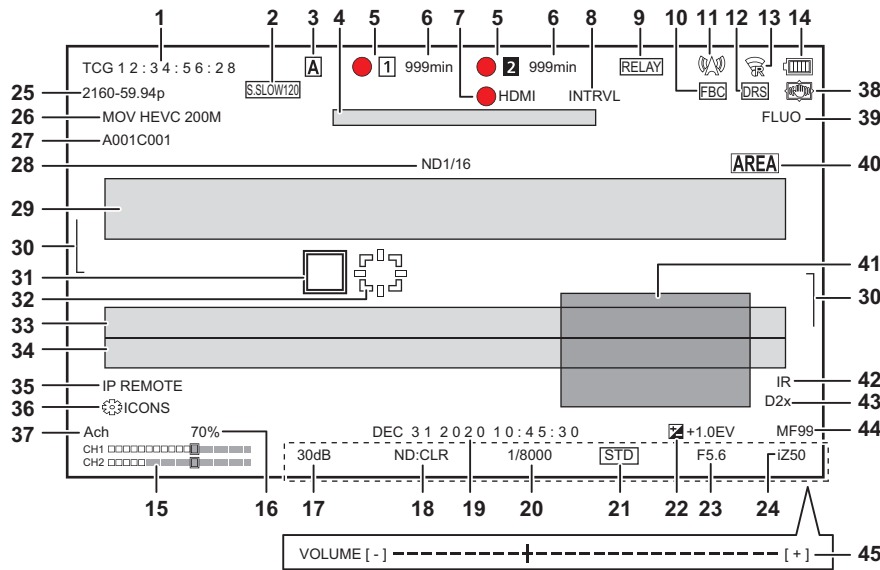 1 2 3 4 5 6 7 5 6 8 9 10 11 12 13 14
TCG 12:34:56:28 A 1 999min 2 999min RELAY
25 2160-59.94p S.SLOW120 HDMI INTRVL FBC DRS 38
26 MOV HEVC 200M FLUO 39
27 A001C001
28 ND1/16 AREA 40
29
30
31 41
32 30
33
34
35 IP REMOTE IR 42
36 ICONS D2x 43
37 Ach 70% DEC 31 2020 10:45:30 +1.0EV MF99 44
CH1
CH2 30dB ND:CLR 1/8000 STD F5.6 iZ50
15 16 17 18 19 20 21 22 23 24
VOLUME [ - ] [ + ] 45